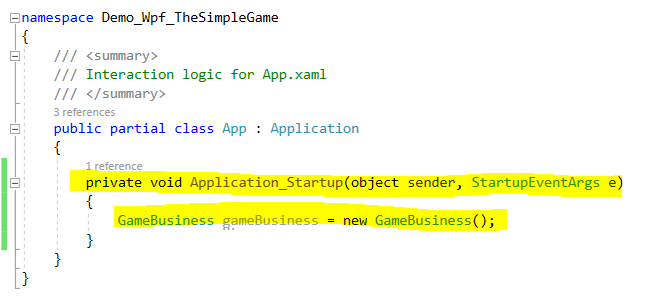 namespace Demo_Wpf_TheSimpleGame
{
/// <summary>
/// Interaction logic for App.xaml
/// </summary>
3 references
public partial class App : Application
{
1 reference
private void Application_Startup(object sender, StartupEventArgs e)
{
GameBusiness gameBusiness = new GameBusiness();
}
}
}